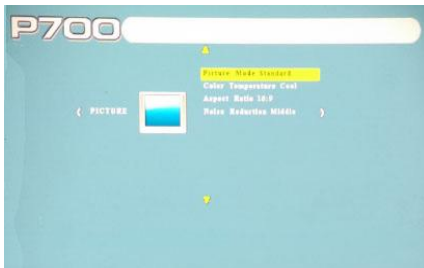 P700
Picture Mode Standard
Color Temperature Cool
Aspect Ratio 16:9
PICTURE
Noise Reduction Middle